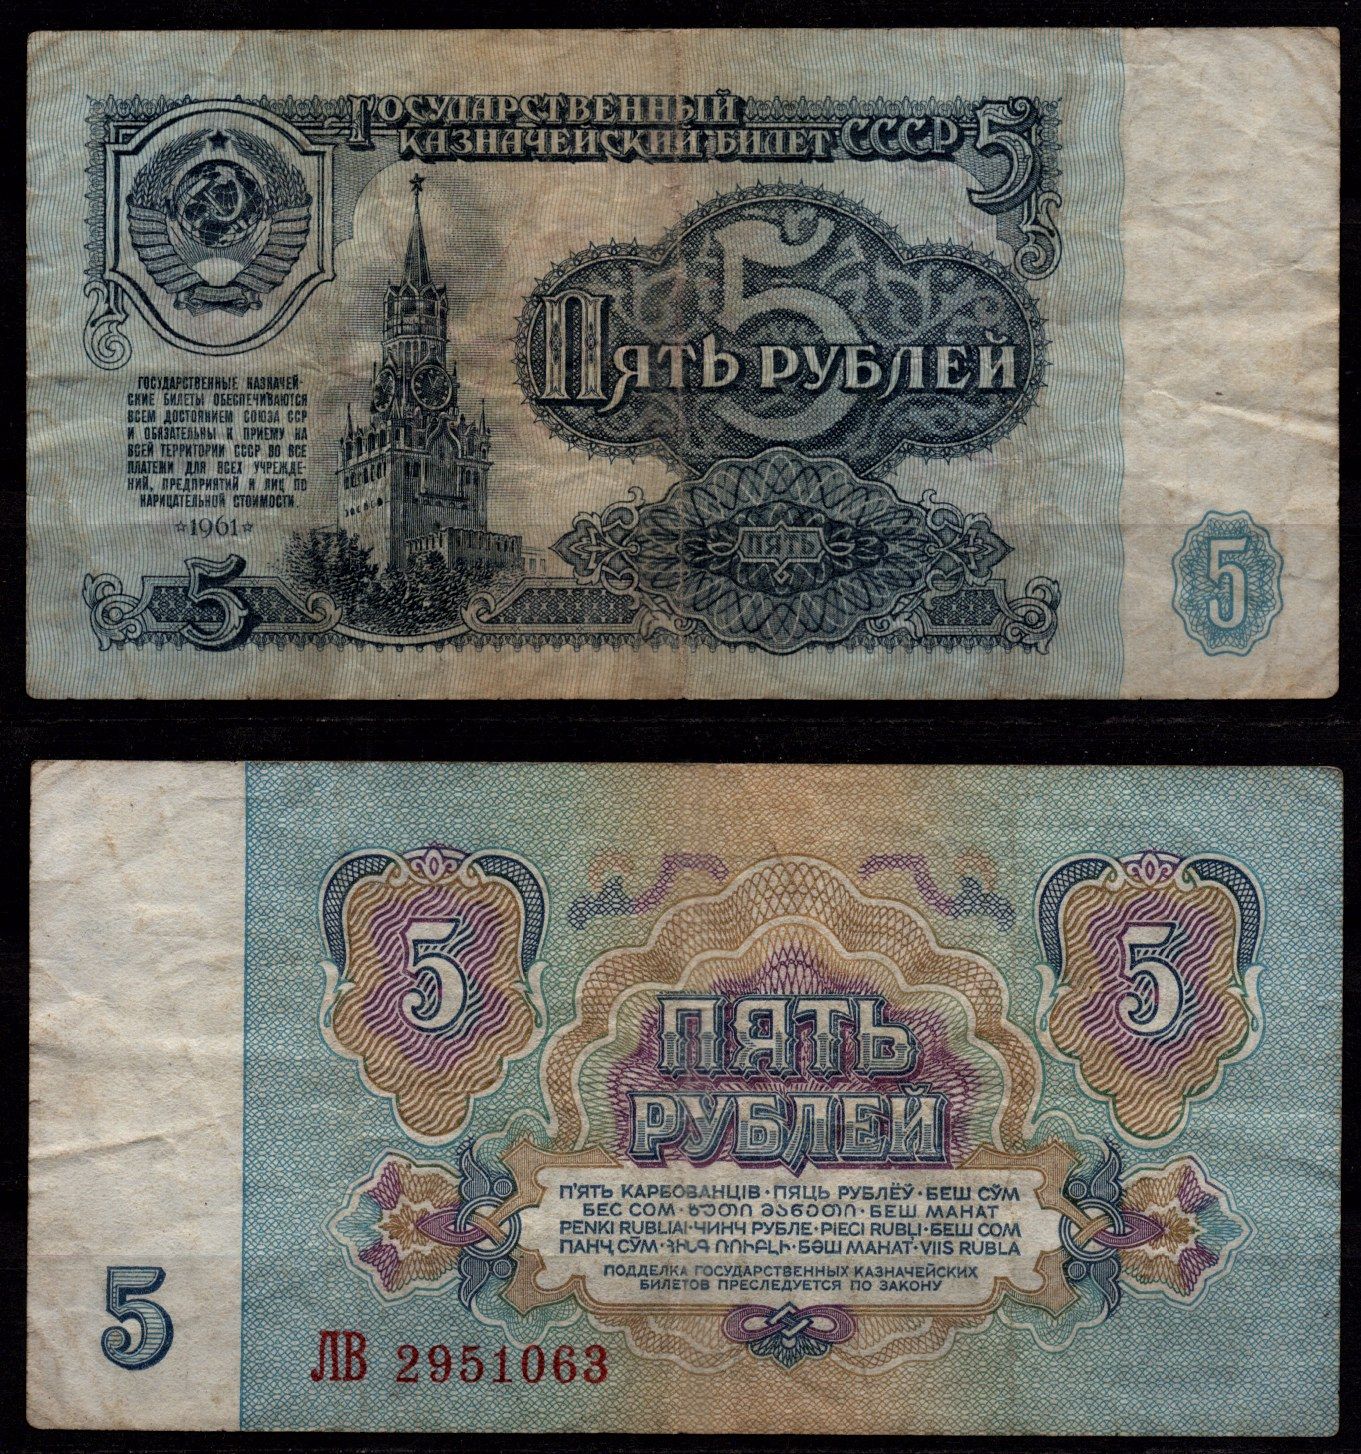 ГОСУДАРСТВЕННЫЙ
КАЗНАЧЕЙСКИЙ БИЛЕТ СССР
5
5
ПЯТЬ РУБЛЕЙ
ГОСУДАРСТВЕННЫЕ КАЗНАЧЕЙ-
СКИЕ БИЛЕТЫ ОБЕСПЕЧИВАЮТСЯ
ВСЕМ ДОСТОЯНИЕМ СОЮЗА ССР
И ОБЯЗАТЕЛЬНЫ К ПРИЕМУ НА
ВСЕЙ ТЕРРИТОРИИ СССР ВО ВСЕ
ПЛАТЕЖИ ДЛЯ ВСЕХ УЧРЕЖДЕ-
НИЙ, ПРЕДПРИЯТИЙ И ЛИЦ ПО
НАРИЦАТЕЛЬНОЙ СТОИМОСТИ.
☆1961☆
ПЯТЬ
5
5
5
5
ПЯТЬ
РУБЛЕЙ
П'ЯТЬ КАРБОВАНЦІВ·ПЯЦЬ РУБЛЁЎ·БЕШ СЎМ
БЕС СОМ·ხუთი მანეთი·БЕШ МАНАТ
PENKI RUBLIAI·ЧИНЧ РУБЛЕ·PIECI RUBĻI·БЕШ СОМ
ПАНҶ СӮМ·ՀԻՆԳ ՌՈՒԲԼԻ·БӘШ МАНАТ·VIIS RUBLA
ПОДДЕЛКА ГОСУДАРСТВЕННЫХ КАЗНАЧЕЙСКИХ
БИЛЕТОВ ПРЕСЛЕДУЕТСЯ ПО ЗАКОНУ
5
ЛВ 2951063